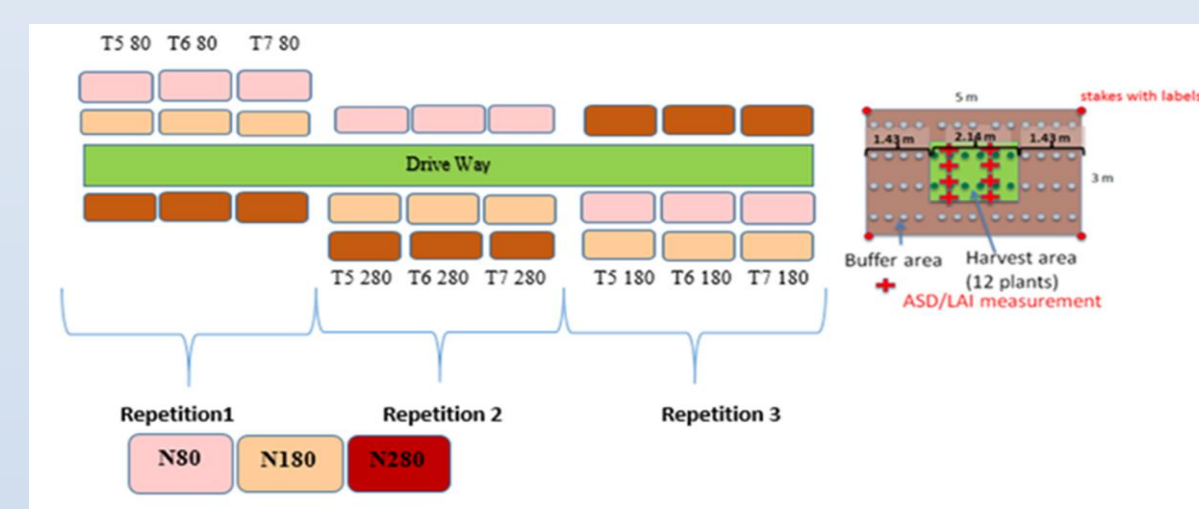 T5 80 T6 80 T7 80
Drive Way
T5 280 T6 280 T7 280
T5 180 T6 180 T7 180
Repetition1
Repetition 2
Repetition 3
N80
N180
N280
5 m
stakes with labels
1.43 m
2.14 m
1.43 m
3 m
Buffer area
Harvest area
(12 plants)
ASD/LAI measurement